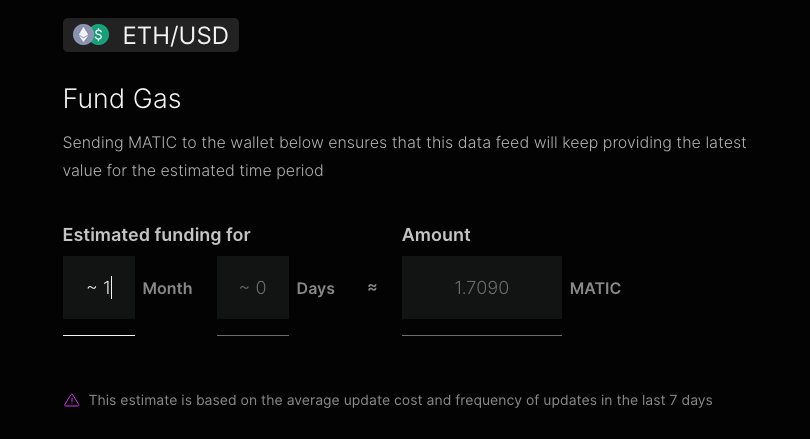 ETH/USD
Fund Gas
Sending MATIC to the wallet below ensures that this data feed will keep providing the latest
value for the estimated time period
Estimated funding for Amount
~ 1 Month ~ 0 Days ≈ 1.7090 MATIC
This estimate is based on the average update cost and frequency of updates in the last 7 days